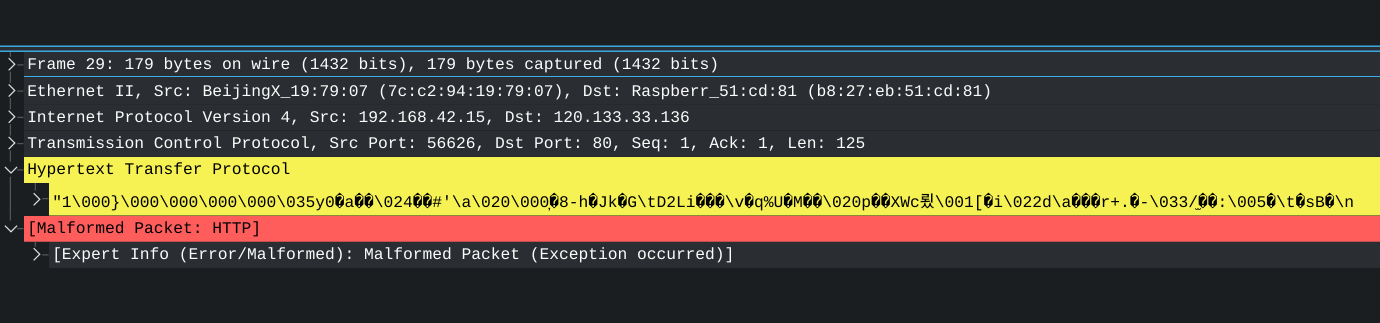 Frame 29: 179 bytes on wire (1432 bits), 179 bytes captured (1432 bits)
Ethernet II, Src: BeijingX_19:79:07 (7c:c2:94:19:79:07), Dst: Raspberr_51:cd:81 (b8:27:eb:51:cd:81)
Internet Protocol Version 4, Src: 192.168.42.15, Dst: 120.133.33.136
Transmission Control Protocol, Src Port: 56626, Dst Port: 80, Seq: 1, Ack: 1, Len: 125
Hypertext Transfer Protocol
"1\000}\000\000\000\000\035y0�a��\024��#'\a\020\000�8-h�Jk�G\tD2Li���\v�q%U�M��\020p��XWc뤘\001[�i\022d\a���r+.�-\033/��:\005�\t�sB�\n
[Malformed Packet: HTTP]
[Expert Info (Error/Malformed): Malformed Packet (Exception occurred)]